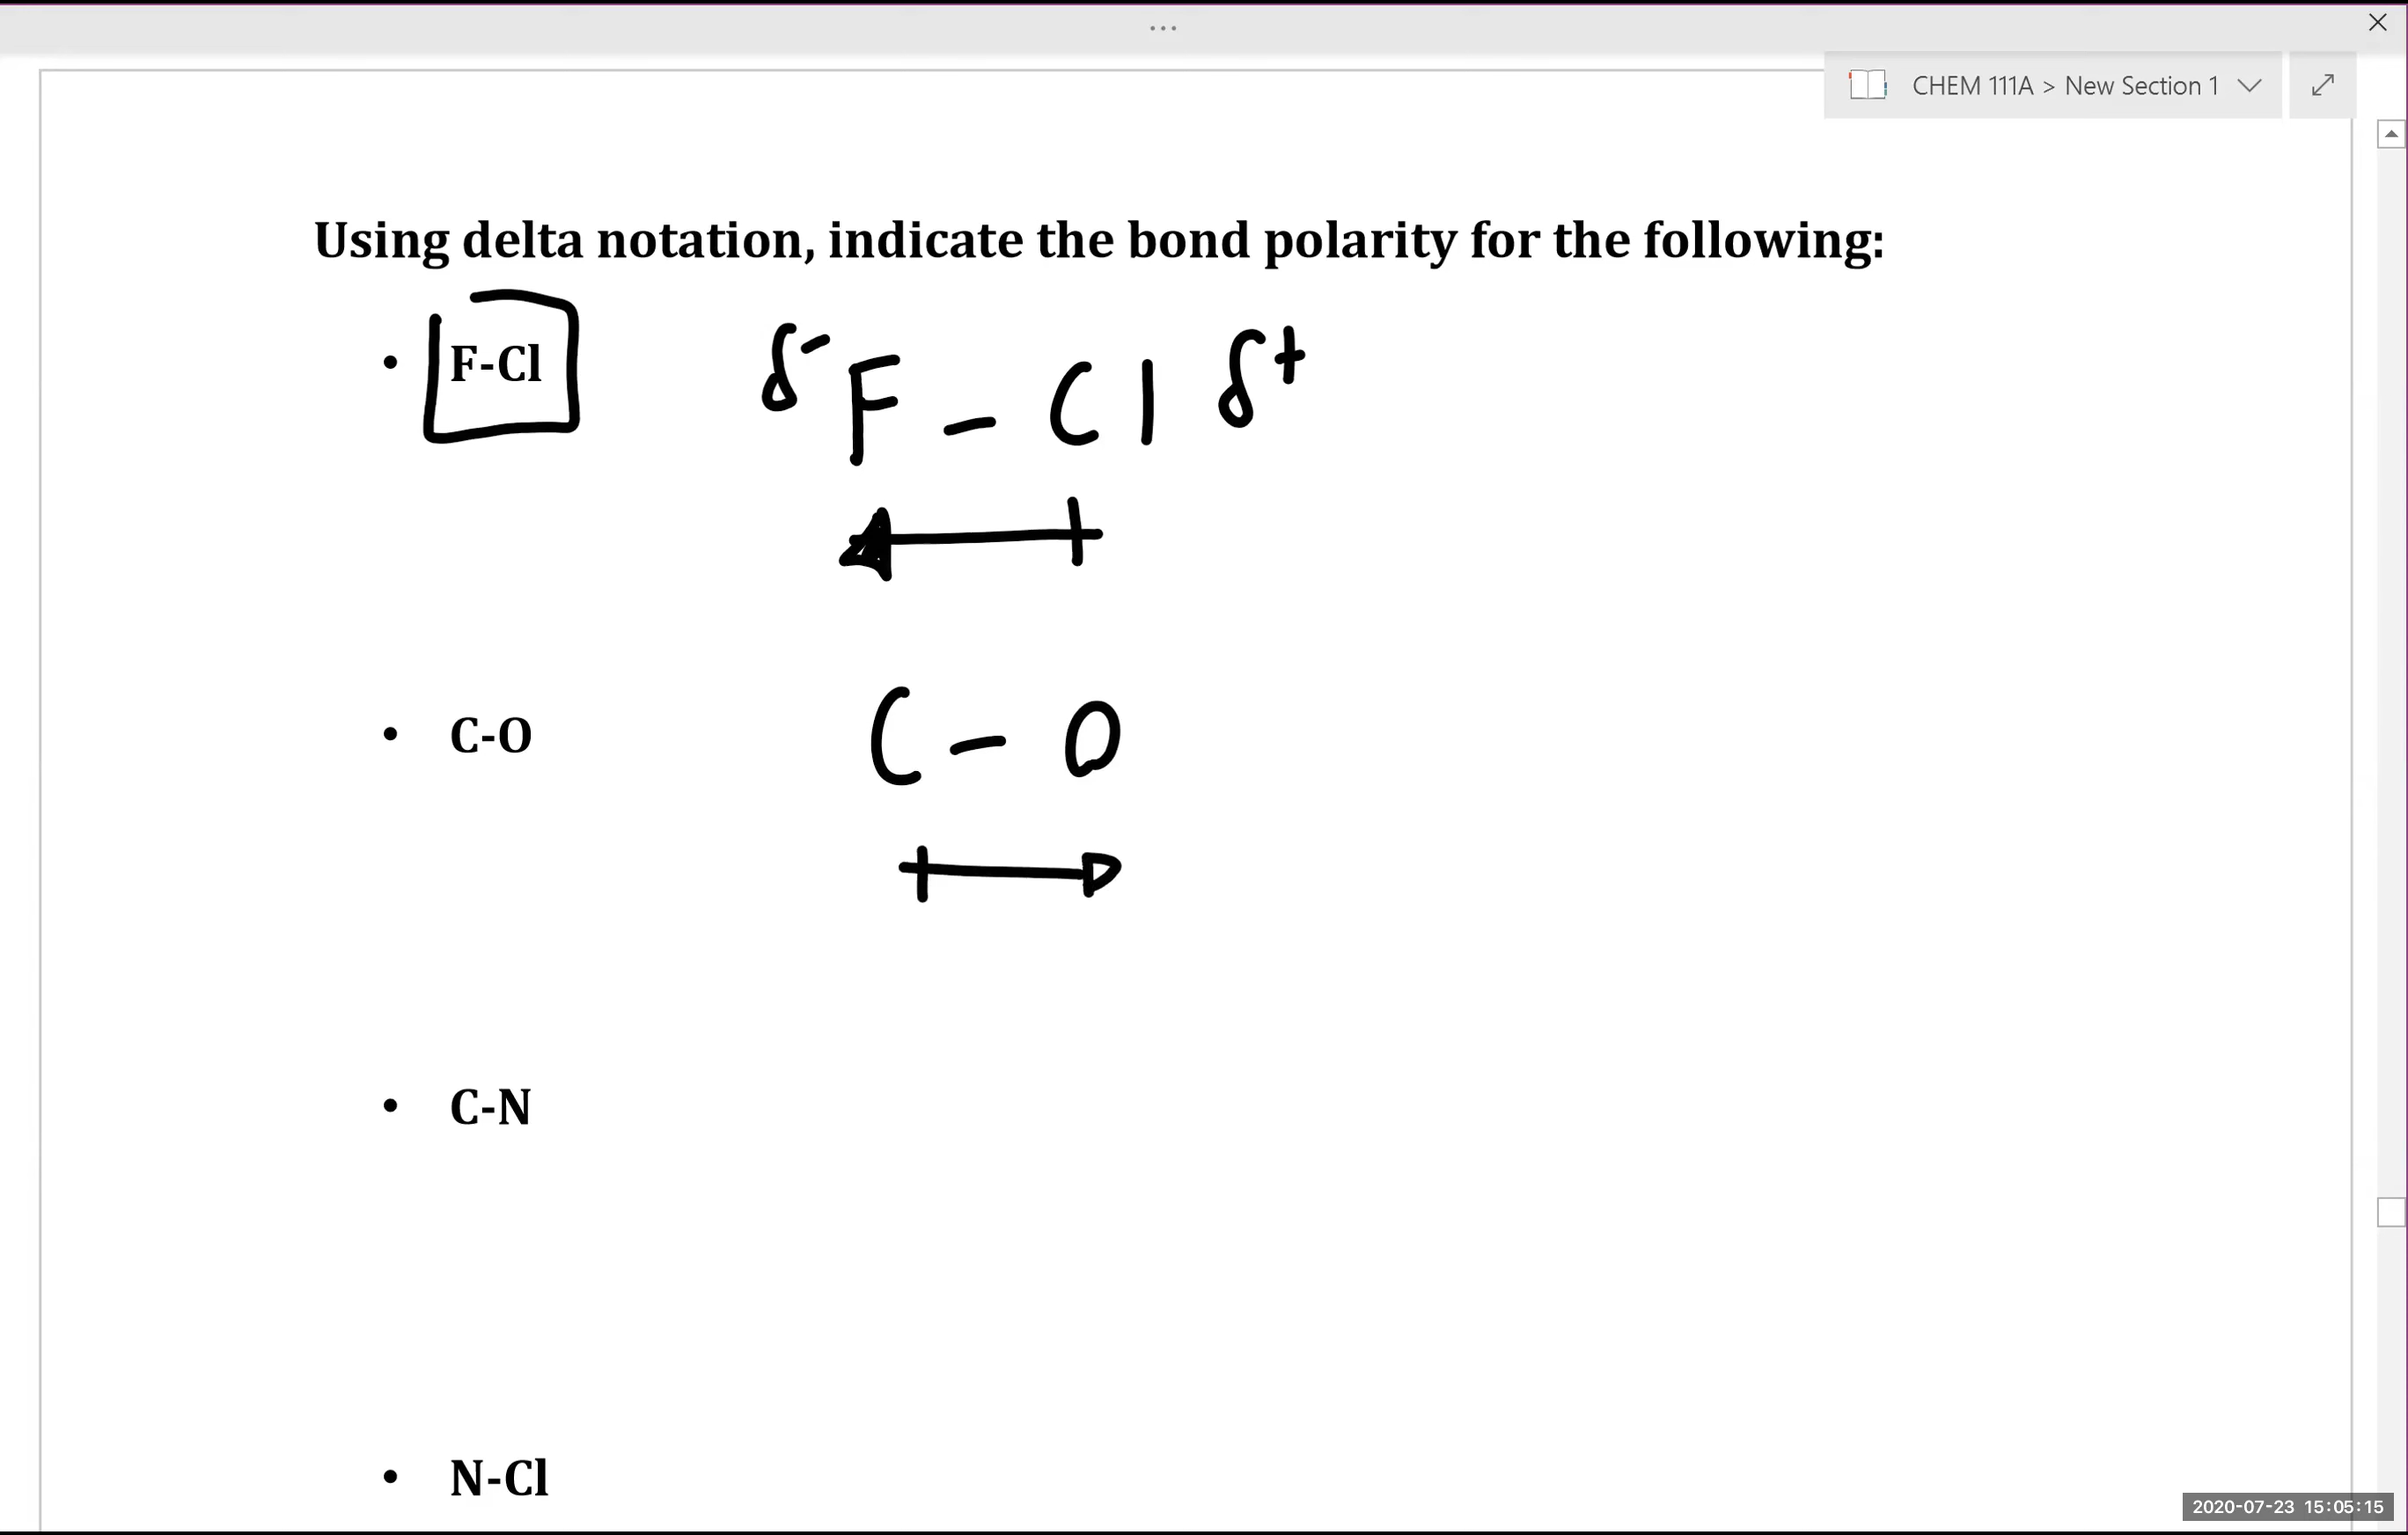 ...
CHEM 111A > New Section 1
Using delta notation, indicate the bond polarity for the following:
• F-Cl
δ- F - Cl δ+
• C-O
C - O
• C-N
• N-Cl
2020-07-23 15:05:15